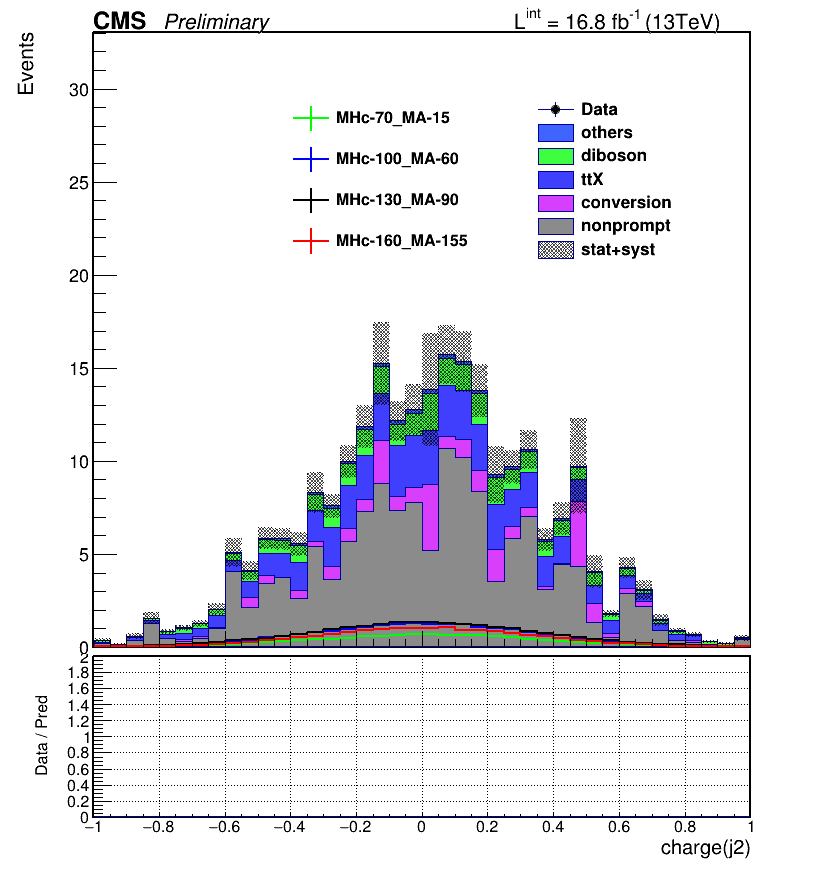 CMS Preliminary L^int = 16.8 fb^-1 (13TeV)
Events
30
25
20
15
10
5
0
MHc-70_MA-15
MHc-100_MA-60
MHc-130_MA-90
MHc-160_MA-155
Data
others
diboson
ttX
conversion
nonprompt
stat+syst
Data / Pred
2
1.8
1.6
1.4
1.2
1
0.8
0.6
0.4
0.2
0
−1 −0.8 −0.6 −0.4 −0.2 0 0.2 0.4 0.6 0.8 1
charge(j2)